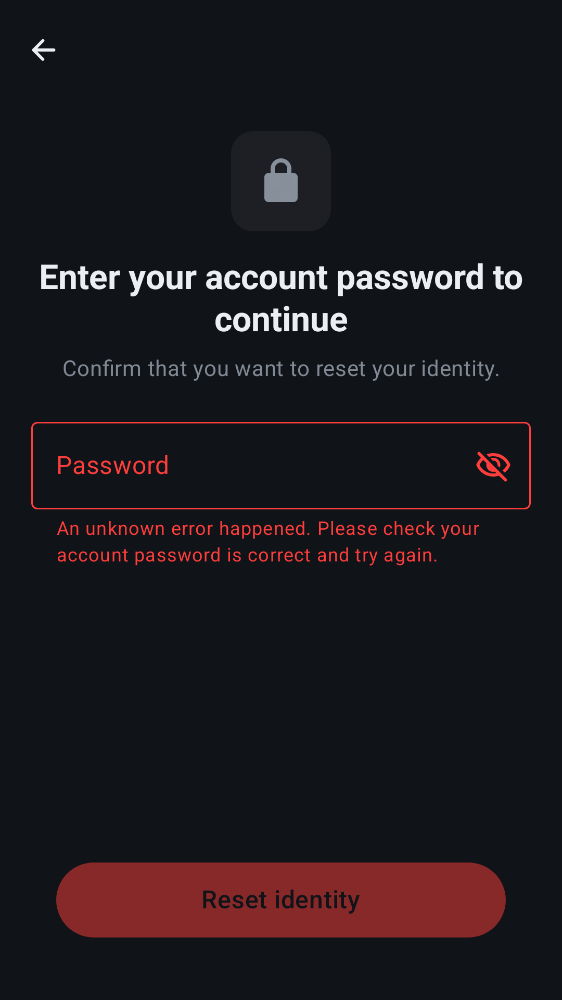 Enter your account password to
continue
Confirm that you want to reset your identity.
Password
An unknown error happened. Please check your
account password is correct and try again.
Reset identity